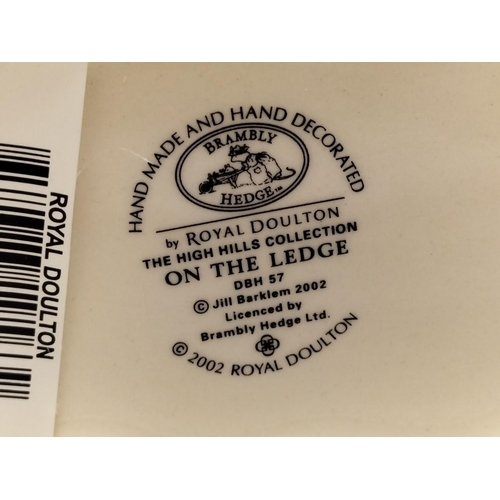 HAND MADE AND HAND DECORATED
BRAMBLY
HEDGE™
by ROYAL DOULTON
THE HIGH HILLS COLLECTION
ON THE LEDGE
DBH 57
© Jill Barklem 2002
Licenced by
Brambly Hedge Ltd.
© 2002 ROYAL DOULTON
ROYAL DOULTON